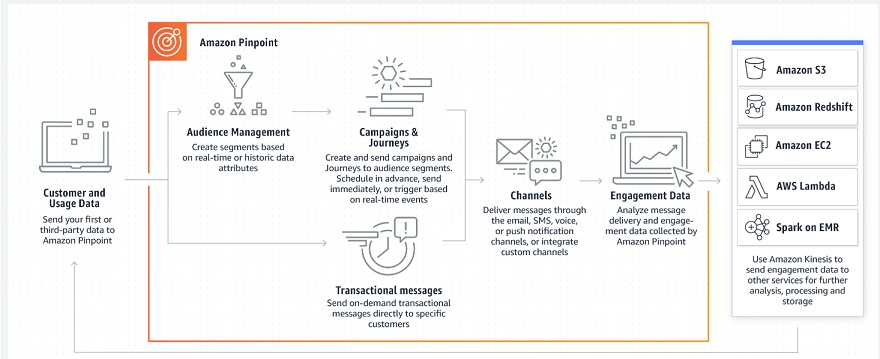 Amazon Pinpoint
Customer and
Usage Data
Send your first or
third-party data to
Amazon Pinpoint
Audience Management
Create segments based
on real-time or historic data
attributes
Campaigns &
Journeys
Create and send campaigns and
Journeys to audience segments.
Schedule in advance, send
immediately, or trigger based
on real-time events
Transactional messages
Send on-demand transactional
messages directly to specific
customers
Channels
Deliver messages through
the email, SMS, voice,
or push notification
channels, or integrate
custom channels
Engagement Data
Analyze message
delivery and engage-
ment data collected by
Amazon Pinpoint
Amazon S3
Amazon Redshift
Amazon EC2
AWS Lambda
Spark on EMR
Use Amazon Kinesis to
send engagement data to
other services for further
analysis, processing and
storage